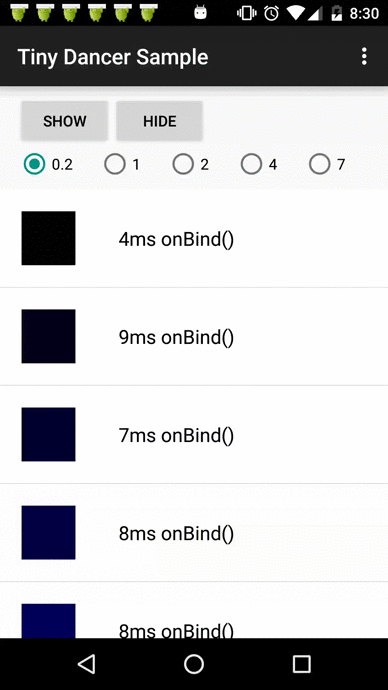 8:30
Tiny Dancer Sample
SHOW HIDE
0.2 1 2 4 7
4ms onBind()
9ms onBind()
7ms onBind()
8ms onBind()
8ms onBind()